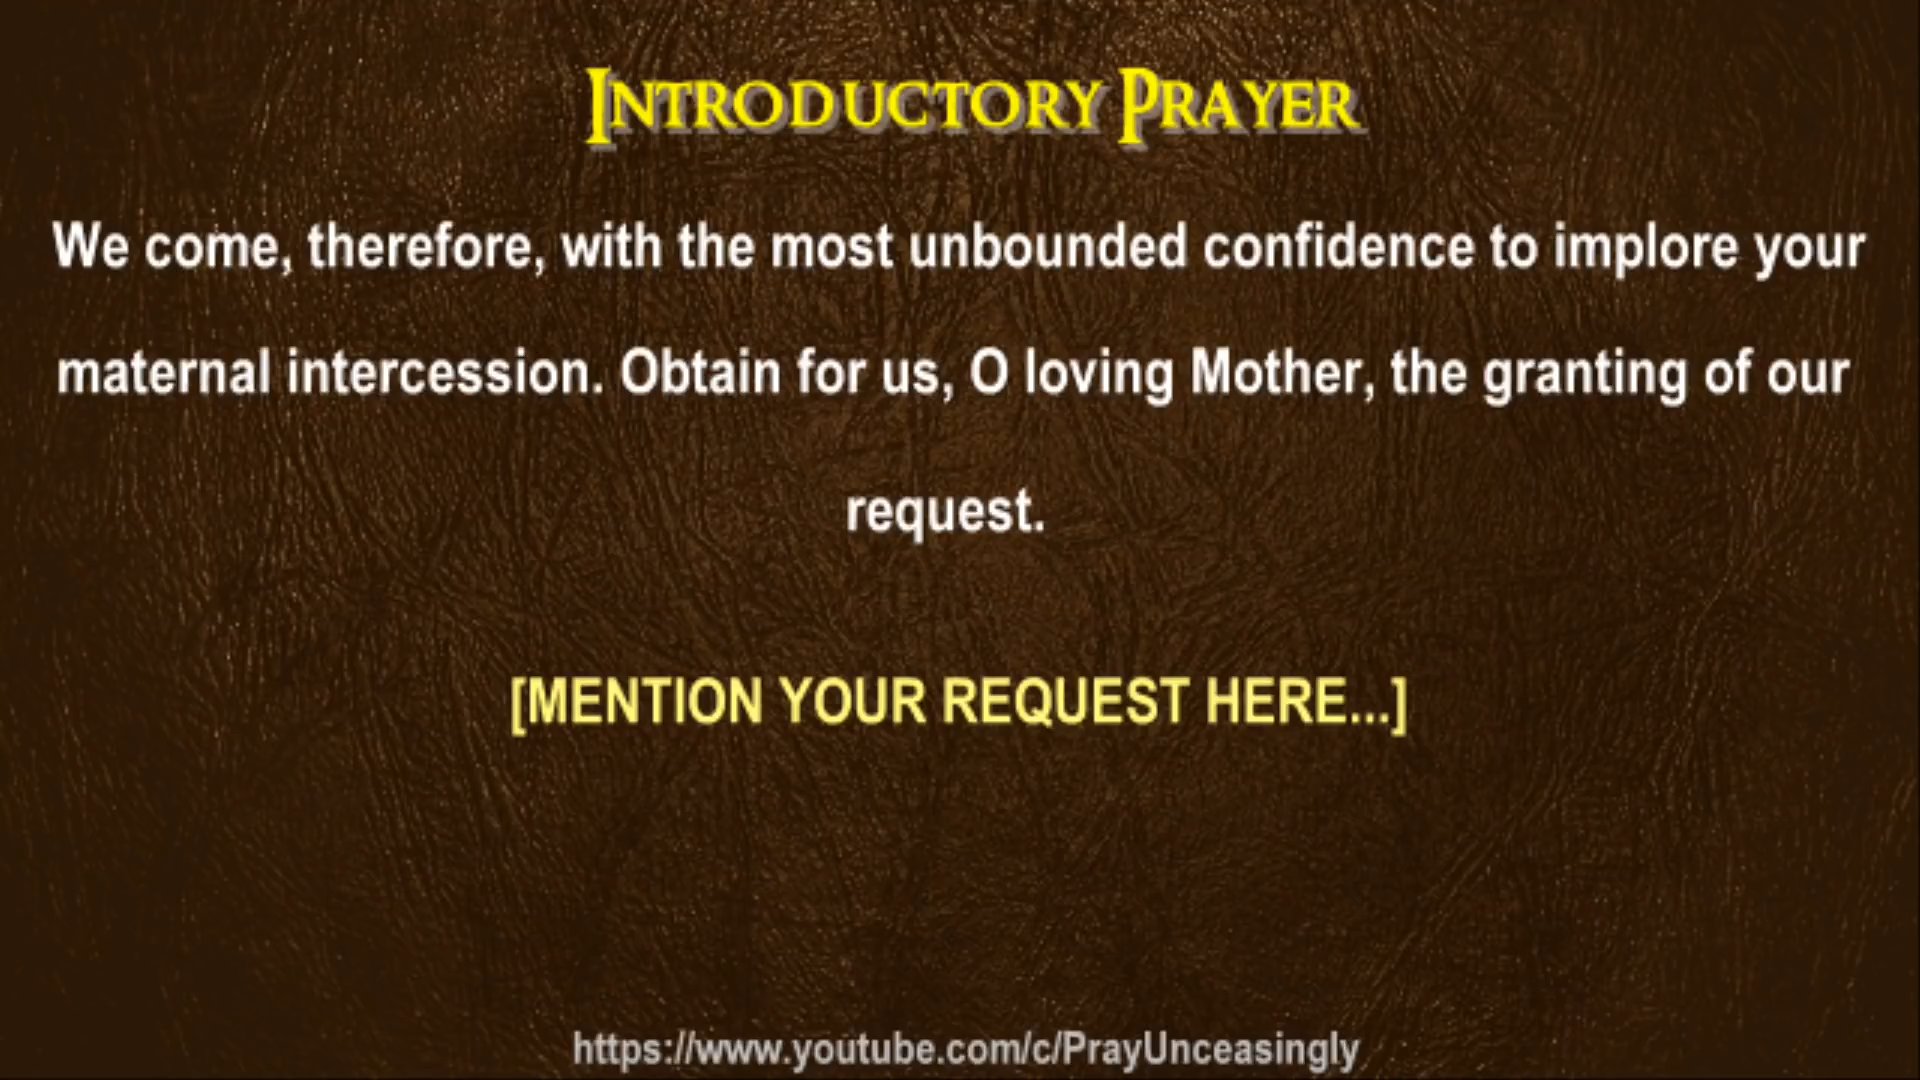 Introductory Prayer
We come, therefore, with the most unbounded confidence to implore your
maternal intercession. Obtain for us, O loving Mother, the granting of our
request.
[MENTION YOUR REQUEST HERE...]
https://www.youtube.com/c/PrayUnceasingly